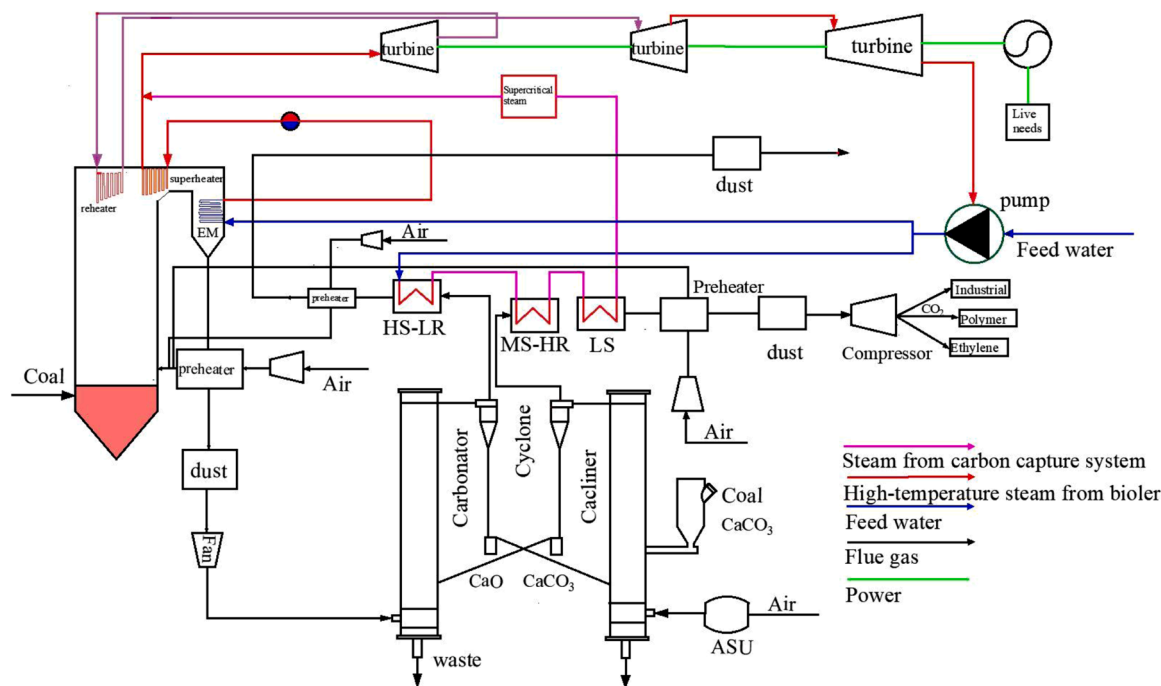 turbine
turbine
turbine
Supercritical
steam
Live
needs
superheater
reheater
EM
dust
pump
Feed water
Air
preheater
HS-LR
MS-HR
LS
Preheater
Industrial
CO2
Polymer
Ethylene
dust
Compressor
preheater
Air
Coal
Air
dust
Fan
Carbonator
Cyclone
Cacliner
Coal
CaCO3
CaO
CaCO3
Air
ASU
waste
Steam from carbon capture system
High-temperature steam from bioler
Feed water
Flue gas
Power